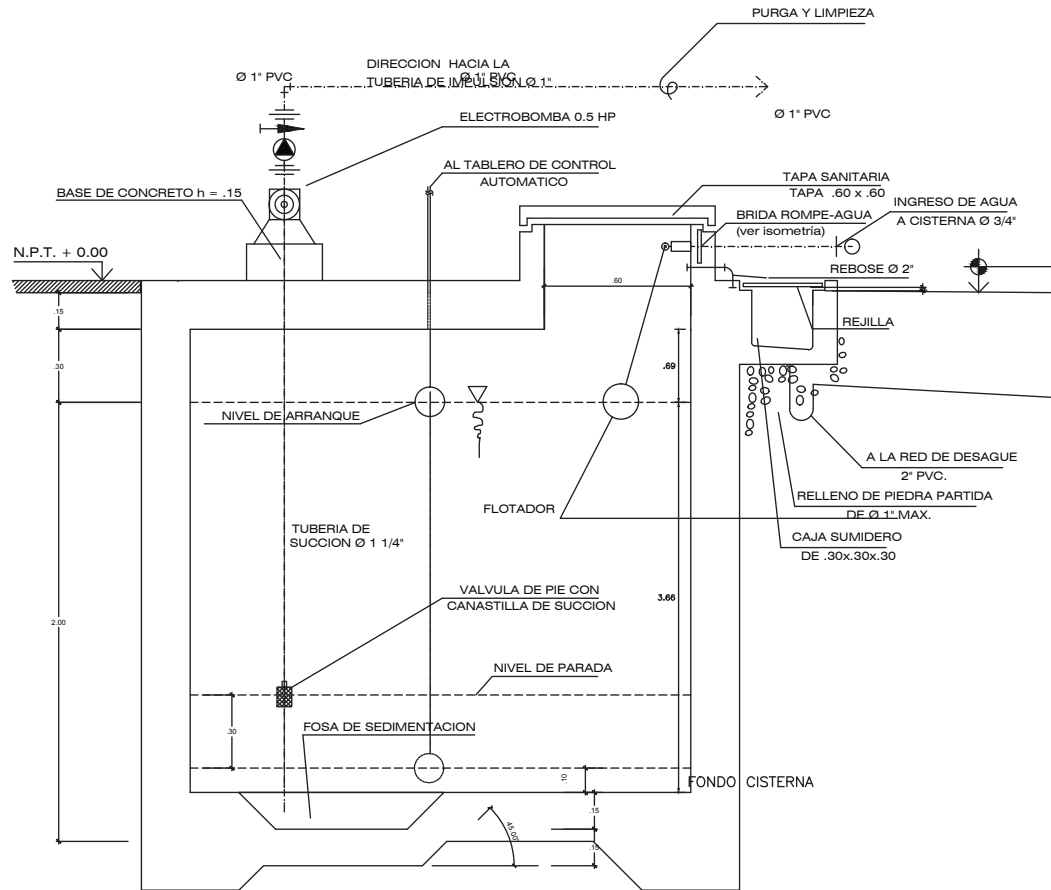 PURGA Y LIMPIEZA
DIRECCION HACIA LA
Ø 1" PVC
Ø 1" PVC
TUBERIA DE IMPULSION Ø 1"
Ø 1" PVC
ELECTROBOMBA 0.5 HP
AL TABLERO DE CONTROL
AUTOMATICO
TAPA SANITARIA
TAPA .60 x .60
BASE DE CONCRETO h = .15
INGRESO DE AGUA
A CISTERNA Ø 3/4"
BRIDA ROMPE-AGUA
(ver isometría)
N.P.T. + 0.00
REBOSE Ø 2"
.60
.15
REJILLA
.30
.69
NIVEL DE ARRANQUE
A LA RED DE DESAGUE
2" PVC.
RELLENO DE PIEDRA PARTIDA
DE Ø 1" MAX.
FLOTADOR
TUBERIA DE
SUCCION Ø 1 1/4"
CAJA SUMIDERO
DE .30x.30x.30
VALVULA DE PIE CON
CANASTILLA DE SUCCION
3.66
2.00
NIVEL DE PARADA
FOSA DE SEDIMENTACION
.30
.10
FONDO CISTERNA
.15
45.00°
.15